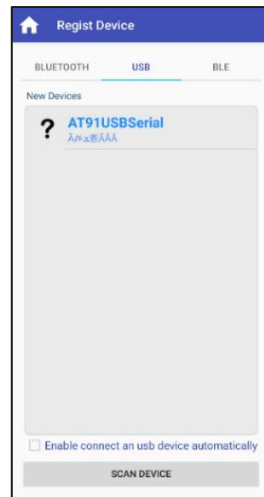 Regist Device
BLUETOOTH USB BLE
New Devices
?
AT91USBSerial
Enable connect an usb device automatically
SCAN DEVICE